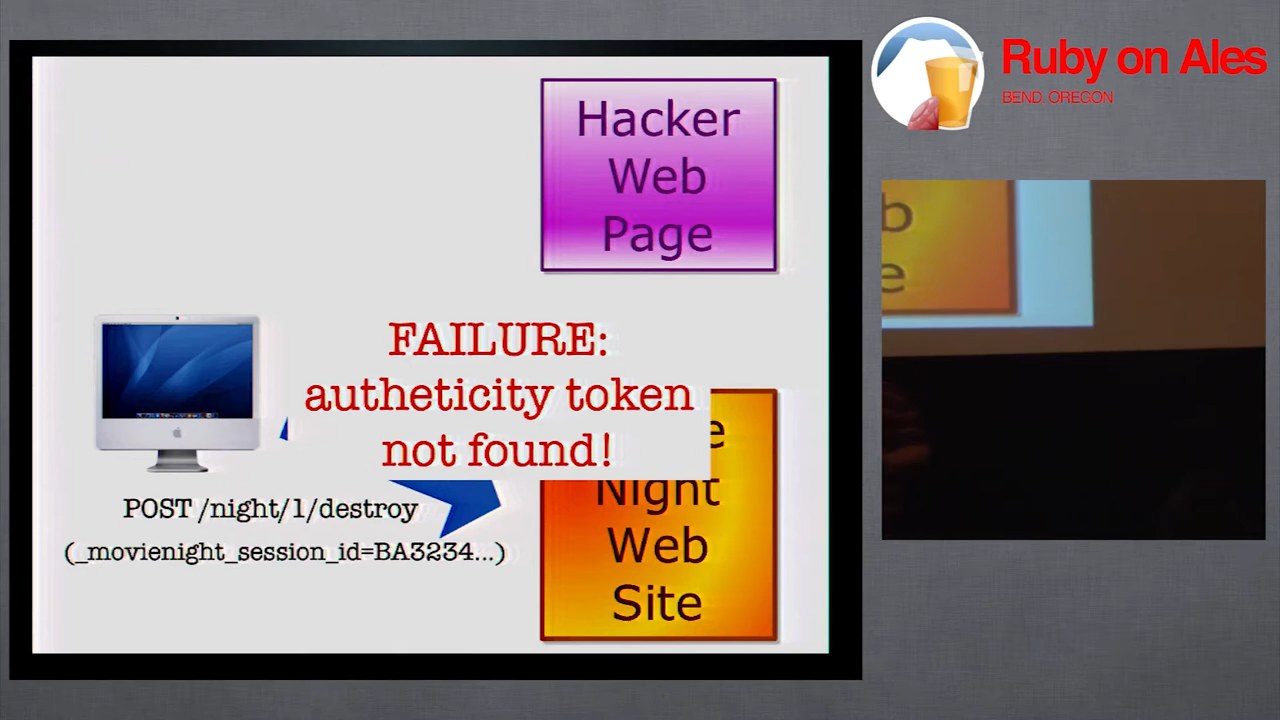 Hacker
Web
Page
FAILURE:
autheticity token
not found!
e
Night
Web
Site
POST /night/1/destroy
(_movienight_session_id=BA3234...)
Ruby on Ales
BEND, OREGON
b
e